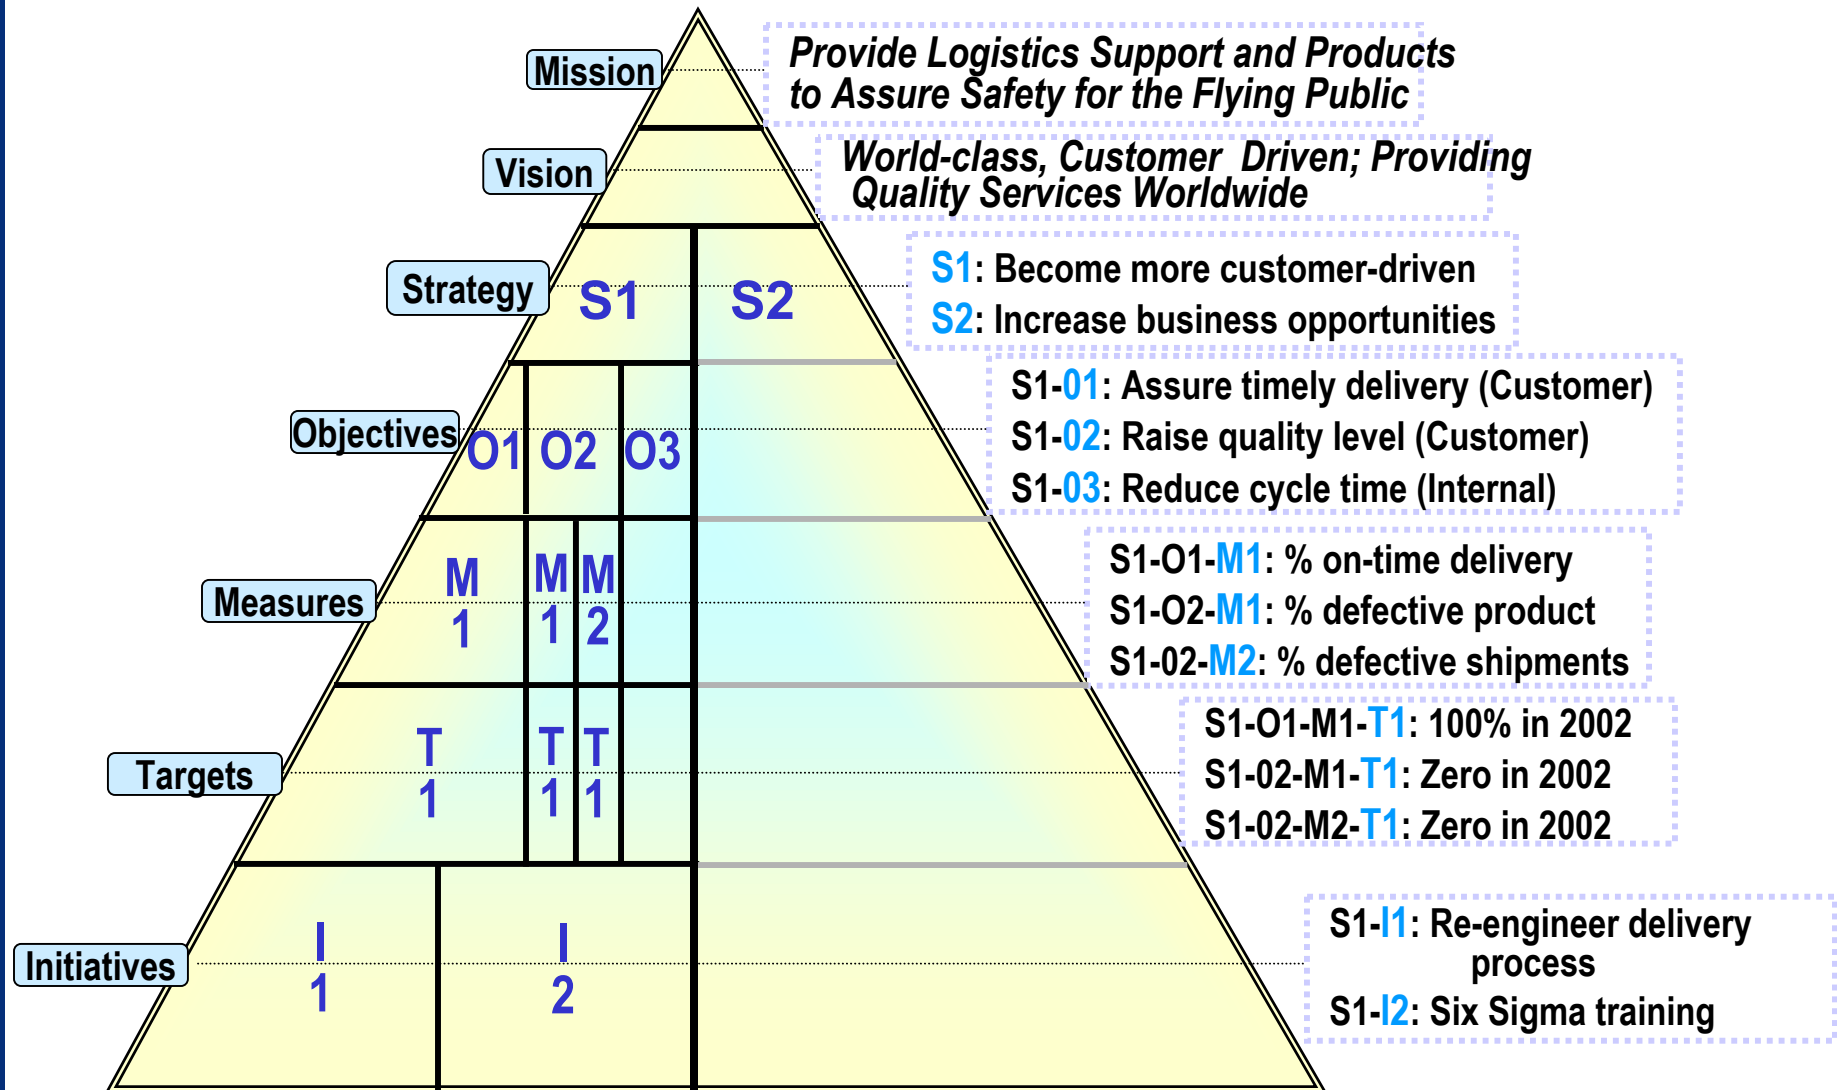 Mission
Provide Logistics Support and Products
to Assure Safety for the Flying Public
Vision
World-class, Customer Driven; Providing
Quality Services Worldwide
Strategy
S1
S2
S1: Become more customer-driven
S2: Increase business opportunities
Objectives
O1
O2
O3
S1-01: Assure timely delivery (Customer)
S1-02: Raise quality level (Customer)
S1-03: Reduce cycle time (Internal)
Measures
M
1
M
1
M
2
S1-O1-M1: % on-time delivery
S1-O2-M1: % defective product
S1-02-M2: % defective shipments
Targets
T
1
T
1
T
1
S1-O1-M1-T1: 100% in 2002
S1-02-M1-T1: Zero in 2002
S1-02-M2-T1: Zero in 2002
Initiatives
I
1
I
2
S1-I1: Re-engineer delivery
process
S1-I2: Six Sigma training